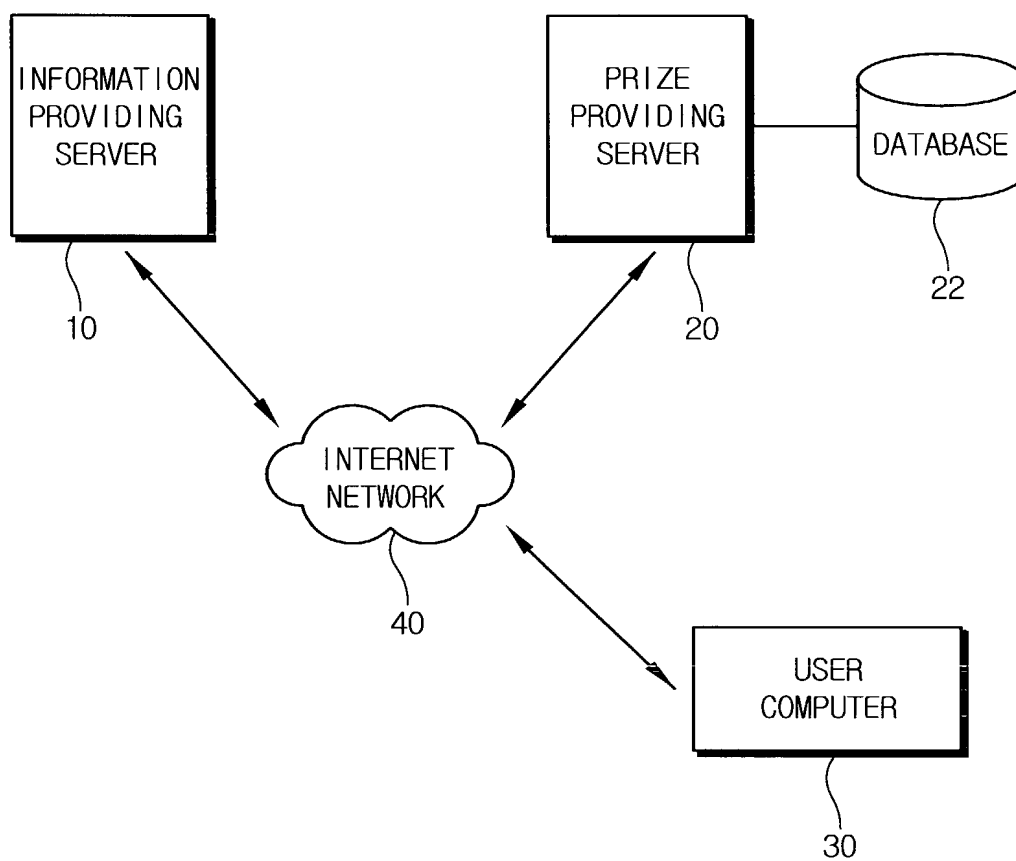 INFORMATION
PROVIDING
SERVER
10
PRIZE
PROVIDING
SERVER
20
DATABASE
22
INTERNET
NETWORK
40
USER
COMPUTER
30